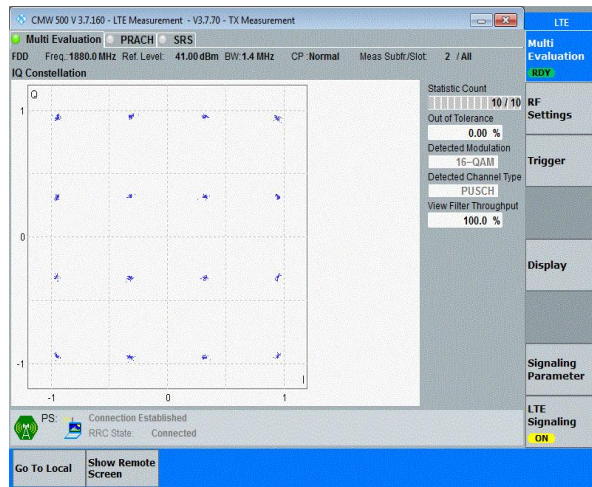 CMW 500 V 3.7.160 - LTE Measurement - V3.7.70 - TX Measurement
LTE
Multi Evaluation PRACH SRS
FDD Freq.:1880.0 MHz Ref. Level: 41.00 dBm BW:1.4 MHz CP :Normal Meas Subfr./Slot: 2 / All
IQ Constellation
Q
1
0
-1
I
-1 0 1
Statistic Count
10 / 10
Out of Tolerance
0.00 %
Detected Modulation
16-QAM
Detected Channel Type
PUSCH
View Filter Throughput
100.0 %
Multi
Evaluation
RDY
RF
Settings
Trigger
Display
Signaling
Parameter
LTE
Signaling
ON
PS: Connection Established
RRC State: Connected
Go To Local
Show Remote
Screen